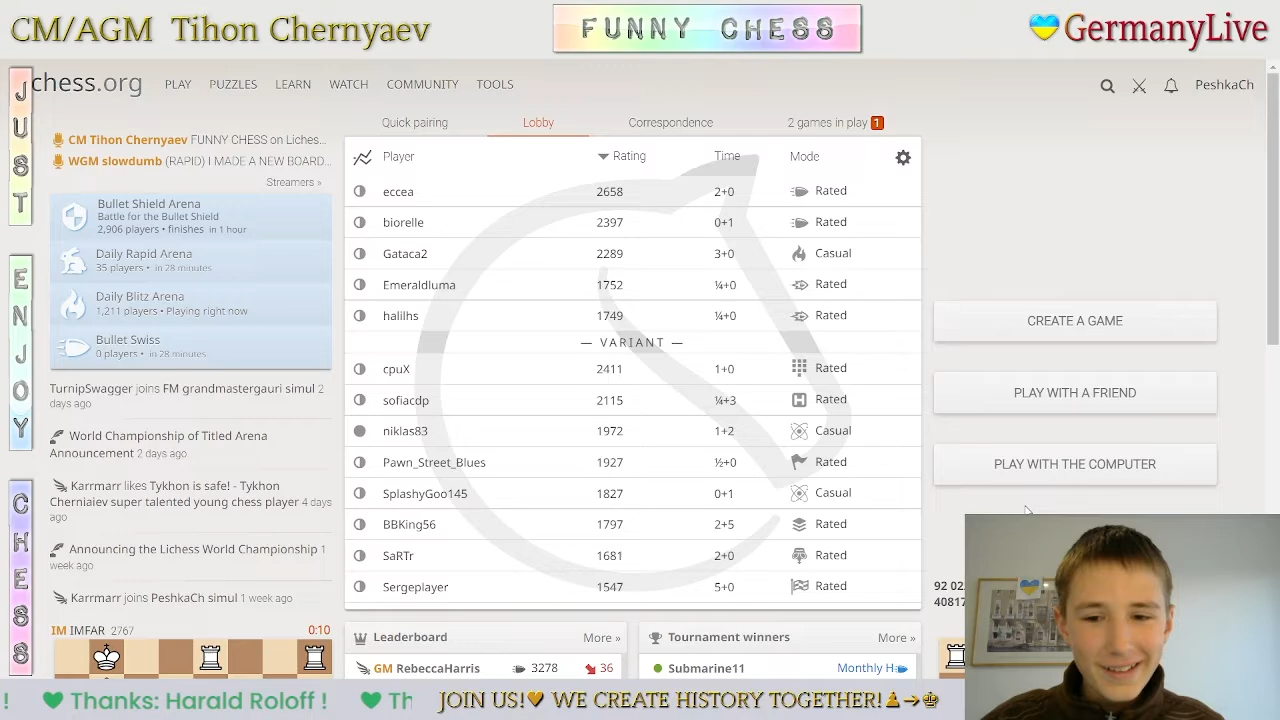 CM/AGM Tihon Chernyaev
FUNNY CHESS
GermanyLive
JUST
ENJOY
CHESS
chess.org
PLAY PUZZLES LEARN WATCH COMMUNITY TOOLS
PeshkaCh
CM Tihon Chernyaev FUNNY CHESS on Liches...
WGM slowdumb (RAPID) I MADE A NEW BOARD...
Streamers »
Bullet Shield Arena
Battle for the Bullet Shield
2,906 players • finishes in 1 hour
Daily Rapid Arena
35 players • in 28 minutes
Daily Blitz Arena
1,211 players • Playing right now
Bullet Swiss
0 players • in 28 minutes
TurnipSwagger joins FM grandmastergauri simul 2
days ago
World Championship of Titled Arena
Announcement 2 days ago
Karrmarr likes Tykhon is safe! - Tykhon
Cherniaiev super talented young chess player 4 days
ago
Announcing the Lichess World Championship 1
week ago
Karrmarr joins PeshkaCh simul 1 week ago
IM IMFAR 2767 0:10
Quick pairing Lobby Correspondence 2 games in play 1
Player Rating Time Mode
eccea 2658 2+0 Rated
biorelle 2397 0+1 Rated
Gataca2 2289 3+0 Casual
Emeraldluma 1752 ¼+0 Rated
halilhs 1749 ¼+0 Rated
— VARIANT —
cpuX 2411 1+0 Rated
sofiacdp 2115 ¼+3 Rated
niklas83 1972 1+2 Casual
Pawn_Street_Blues 1927 ½+0 Rated
SplashyGoo145 1827 0+1 Casual
BBKing56 1797 2+5 Rated
SaRTr 1681 2+0 Rated
Sergeplayer 1547 5+0 Rated
Leaderboard More »
GM RebeccaHarris 3278 36
Tournament winners More »
Submarine11 Monthly H
CREATE A GAME
PLAY WITH A FRIEND
PLAY WITH THE COMPUTER
92 02
40817
! Thanks: Harald Roloff ! Th
JOIN US! WE CREATE HISTORY TOGETHER!